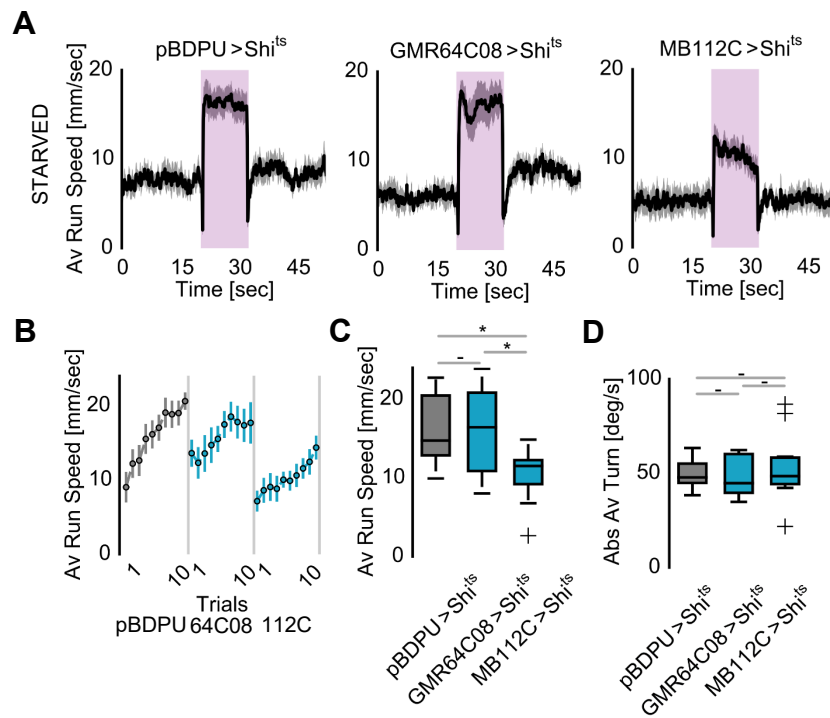 A
pBDPU>Shi^ts
GMR64C08>Shi^ts
MB112C>Shi^ts
STARVED
Av Run Speed [mm/sec]
20
10
0
0
15
30
45
Time [sec]
20
10
0
0
15
30
45
Time [sec]
20
10
0
0
15
30
45
Time [sec]
B
Av Run Speed [mm/sec]
20
10
0
1
10
1
10
1
10
Trials
pBDPU 64C08 112C
C
Av Run Speed [mm/sec]
20
10
0
*
-
*
pBDPU>Shi^ts
GMR64C08>Shi^ts
MB112C>Shi^ts
D
Abs Av Turn [deg/s]
100
50
0
-
-
-
pBDPU>Shi^ts
GMR64C08>Shi^ts
MB112C>Shi^ts